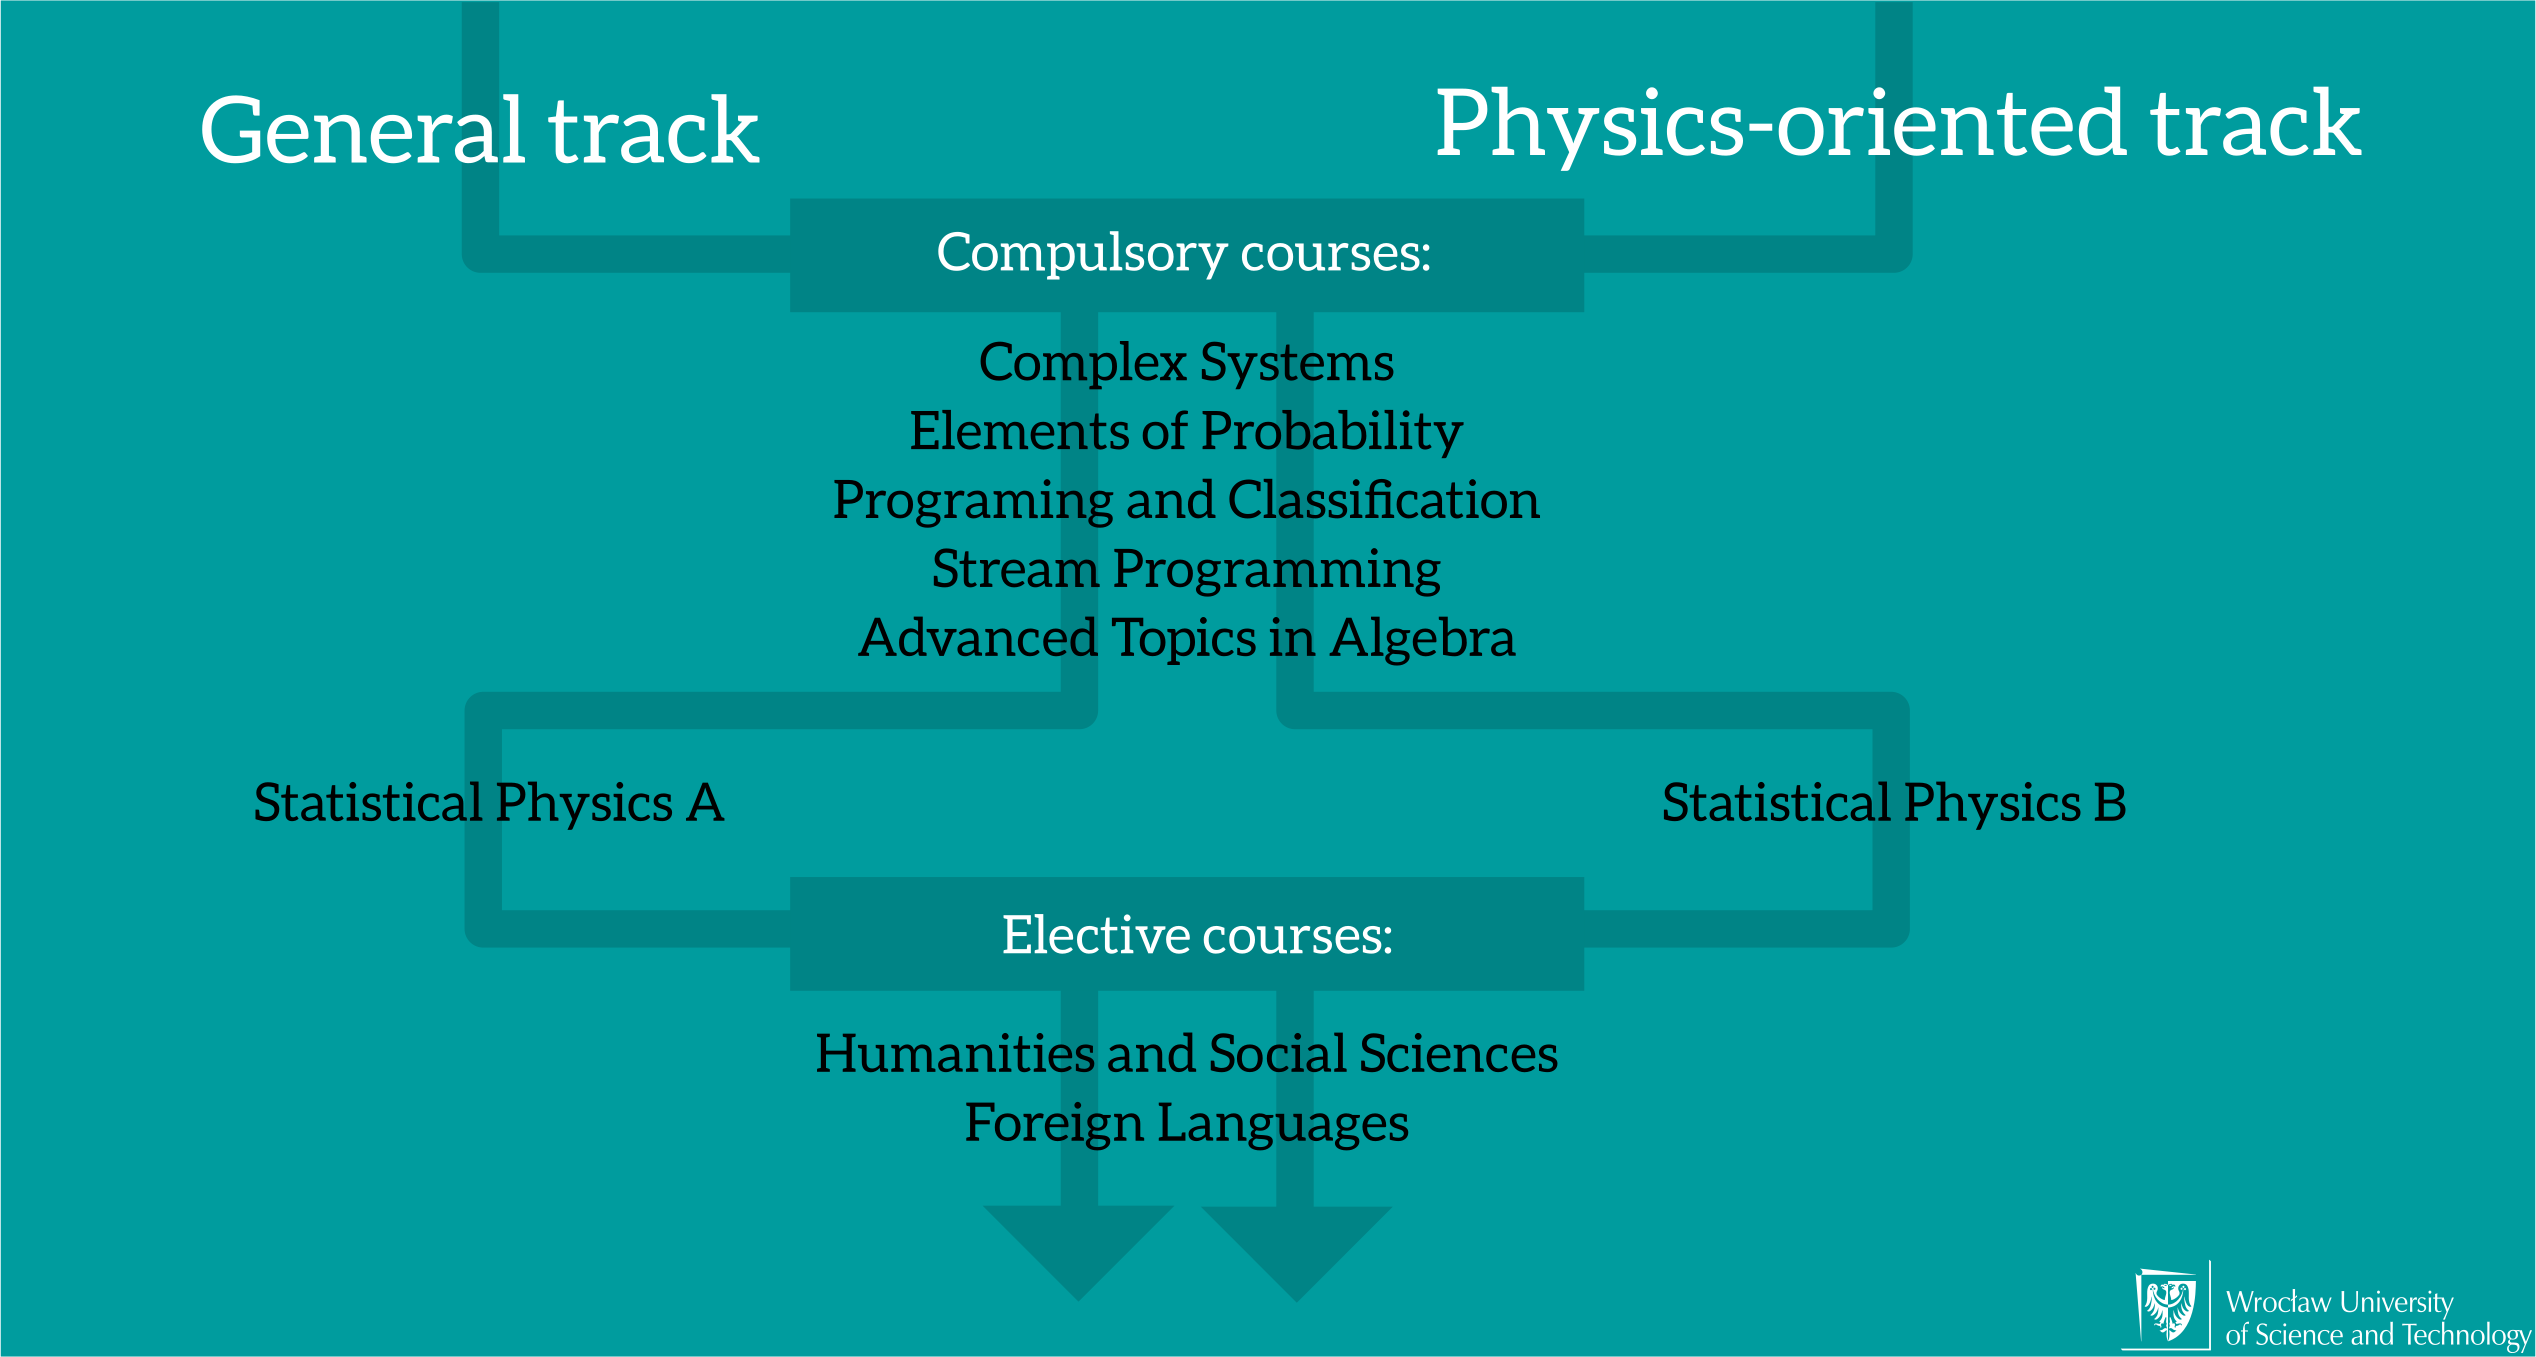 General track
Physics-oriented track
Compulsory courses:
Complex Systems
Elements of Probability
Programing and Classification
Stream Programming
Advanced Topics in Algebra
Statistical Physics A
Statistical Physics B
Elective courses:
Humanities and Social Sciences
Foreign Languages
Wrocław University
of Science and Technology